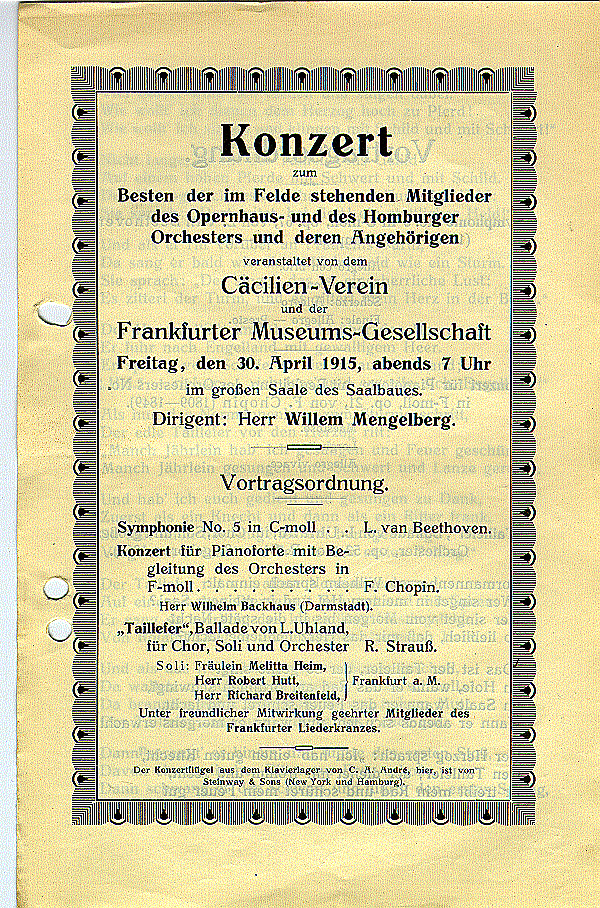 Konzert
zum
Besten der im Felde stehenden Mitglieder
des Opernhaus- und des Homburger
Orchesters und deren Angehörigen
veranstaltet von dem
Cäcilien-Verein
und der
Frankfurter Museums-Gesellschaft
Freitag, den 30. April 1915, abends 7 Uhr
im großen Saale des Saalbaues.
Dirigent: Herr Willem Mengelberg.
Vortragsordnung.
Symphonie No. 5 in C-moll . . . L. van Beethoven.
Konzert für Pianoforte mit Be-
gleitung des Orchesters in
F-moll . . . . . . . . . . F. Chopin.
Herr Wilhelm Backhaus (Darmstadt).
„Taillefer“, Ballade von L. Uhland,
für Chor, Soli und Orchester R. Strauß.
Soli: Fräulein Melitta Heim,
Herr Robert Hutt,
Herr Richard Breitenfeld,
Frankfurt a. M.
Unter freundlicher Mitwirkung geehrter Mitglieder des
Frankfurter Liederkranzes.
Der Konzertflügel aus dem Klavierlager von C. A. André, hier, ist von
Steinway & Sons (New York und Hamburg).